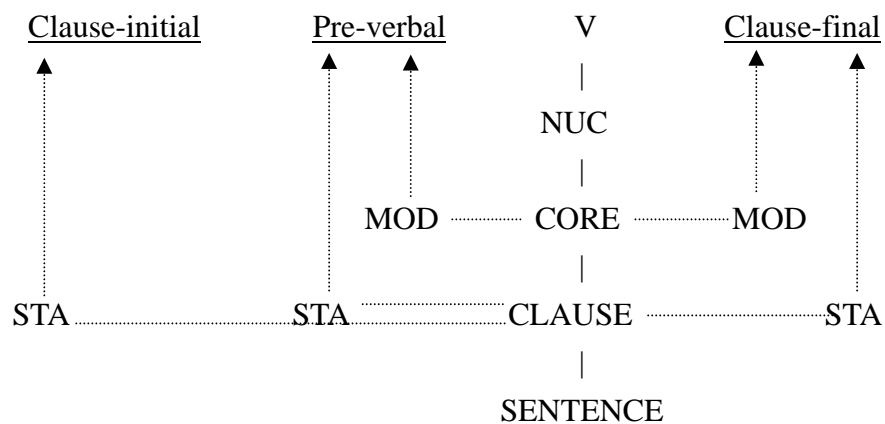 Clause-initial Pre-verbal V Clause-final
|
NUC
|
MOD CORE MOD
|
STA STA CLAUSE STA
|
SENTENCE